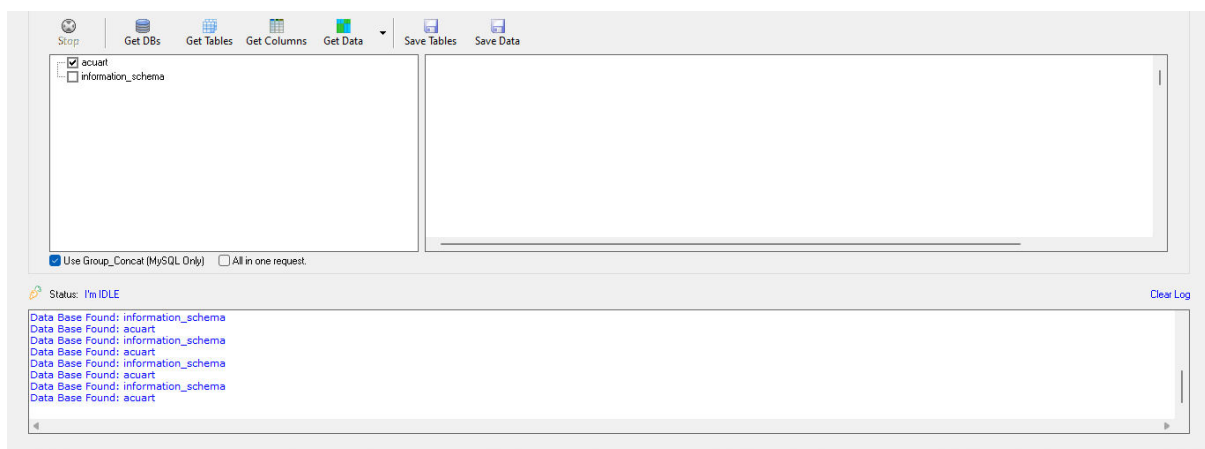 Stop Get DBs Get Tables Get Columns Get Data Save Tables Save Data
acuart
information_schema
Use Group_Concat (MySQL Only) All in one request.
Status: I'm IDLE Clear Log
Data Base Found: information_schema
Data Base Found: acuart
Data Base Found: information_schema
Data Base Found: acuart
Data Base Found: information_schema
Data Base Found: acuart
Data Base Found: information_schema
Data Base Found: acuart